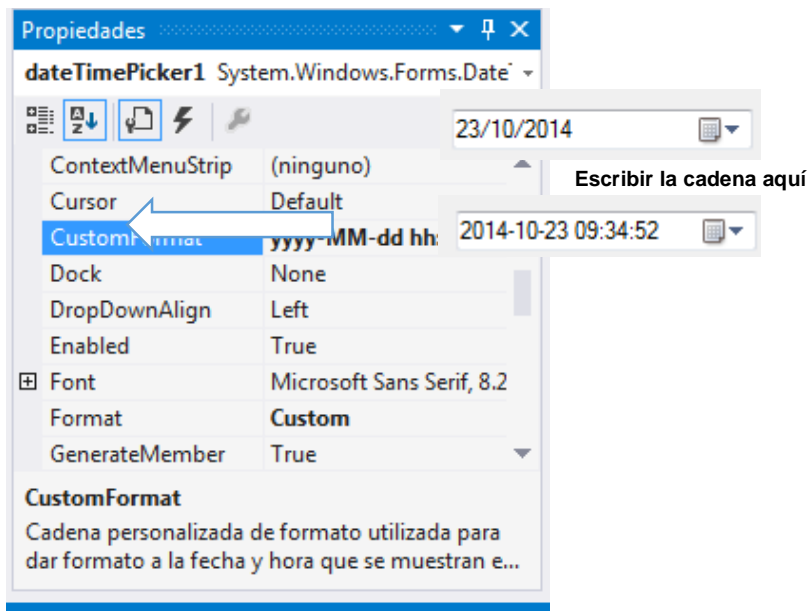 Propiedades
dateTimePicker1 System.Windows.Forms.Date
23/10/2014
ContextMenuStrip (ninguno)
Escribir la cadena aquí
Cursor Default
CustomFormat yyyy-MM-dd hh:
2014-10-23 09:34:52
Dock None
DropDownAlign Left
Enabled True
Font Microsoft Sans Serif, 8.2
Format Custom
GenerateMember True
CustomFormat
Cadena personalizada de formato utilizada para
dar formato a la fecha y hora que se muestran e...